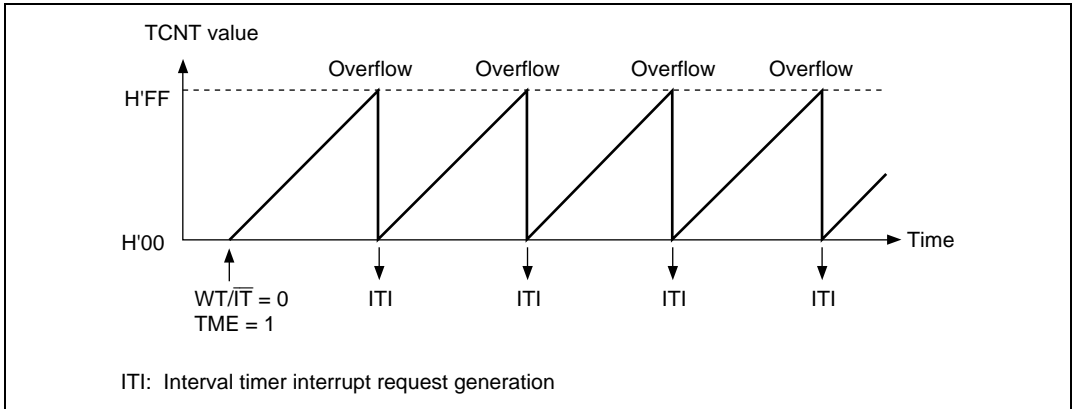 TCNT value
Overflow Overflow Overflow Overflow
H'FF
H'00
Time
WT/I̅T̅ = 0
TME = 1
ITI ITI ITI ITI
ITI: Interval timer interrupt request generation